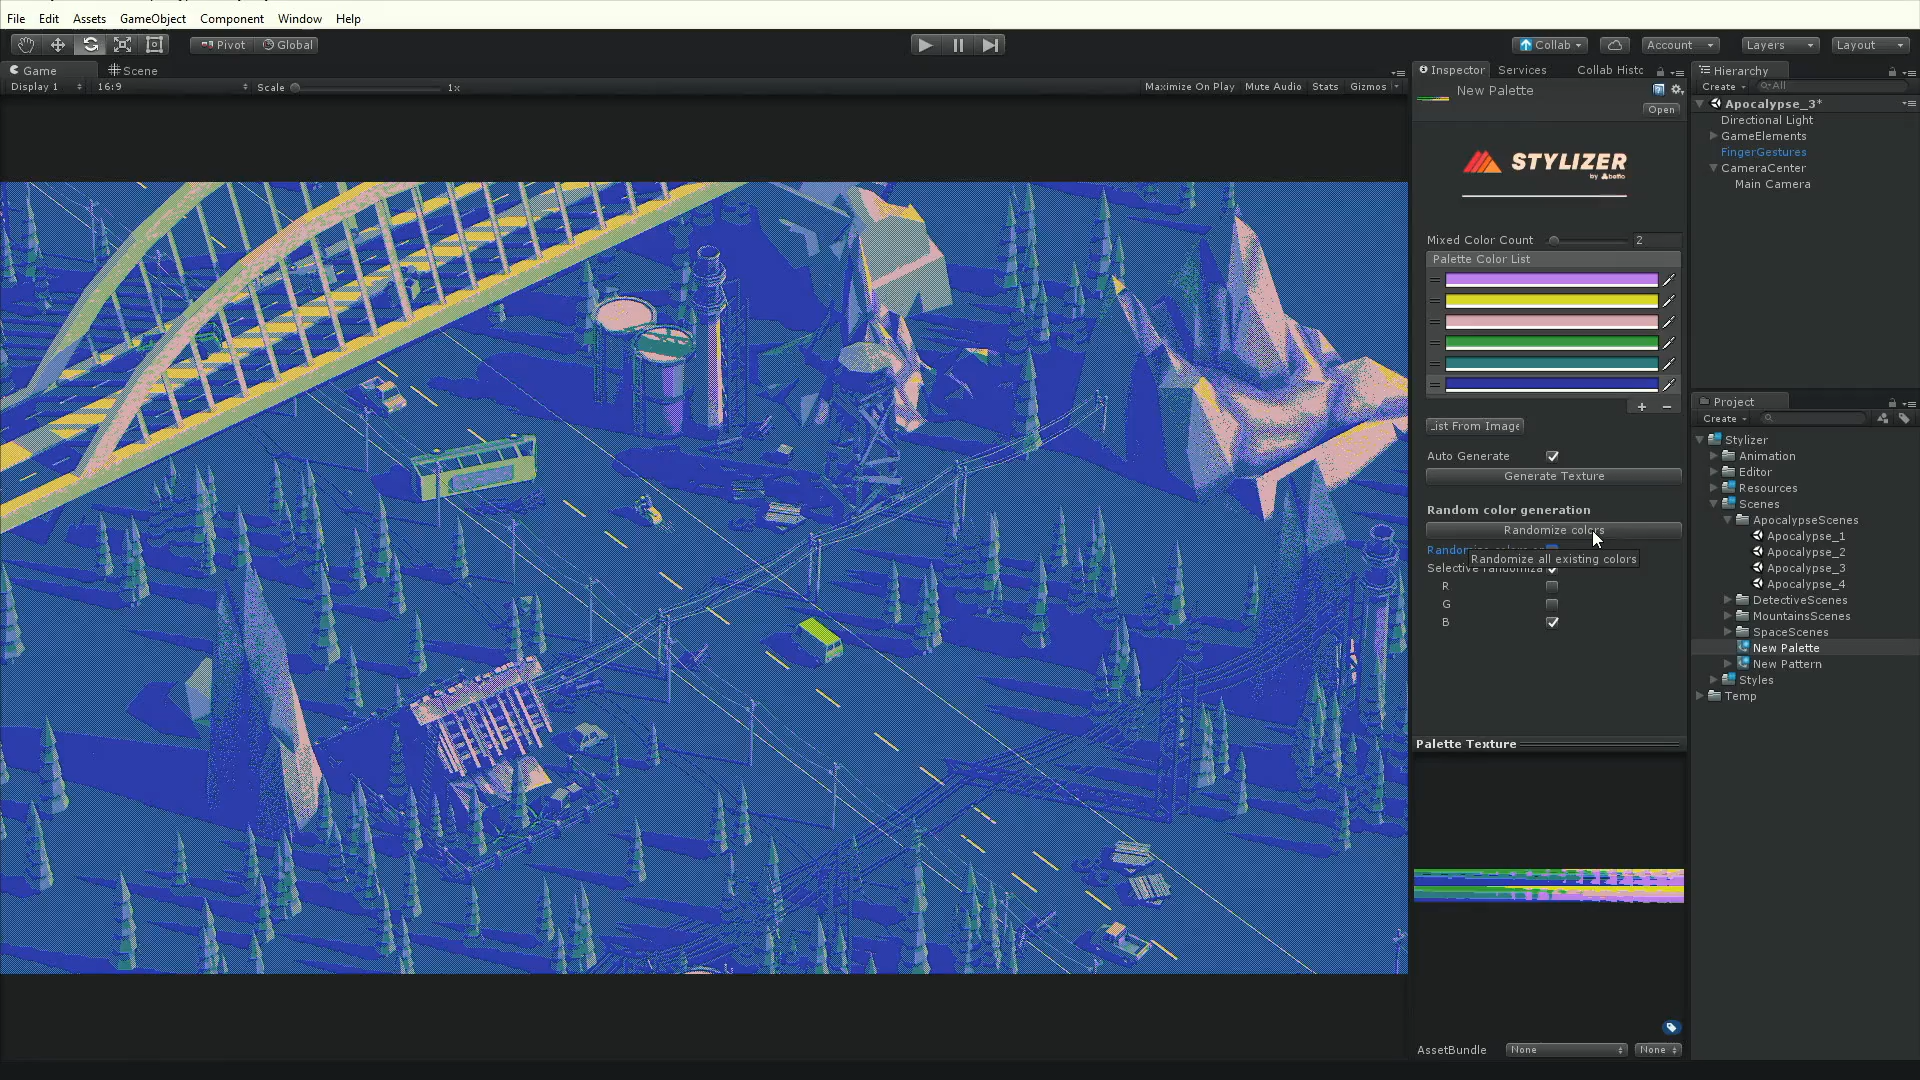 File Edit Assets GameObject Component Window Help
Pivot Global
Collab Account Layers Layout
Game Scene
Display 1 16:9 Scale 1x Maximize On Play Mute Audio Stats Gizmos
Inspector Services Collab Histo
New Palette
Open
STYLIZER
by Beffio
Mixed Color Count 2
Palette Color List
+ −
List From Image
Auto Generate
Generate Texture
Random color generation
Randomize colors
Randomize all existing colors
Selective randomiza
R
G
B
Palette Texture
AssetBundle None None
Hierarchy
Create All
Apocalypse_3*
Directional Light
GameElements
FingerGestures
CameraCenter
Main Camera
Project
Create
Stylizer
Animation
Editor
Resources
Scenes
ApocalypseScenes
Apocalypse_1
Apocalypse_2
Apocalypse_3
Apocalypse_4
DetectiveScenes
MountainsScenes
SpaceScenes
New Palette
New Pattern
Styles
Temp